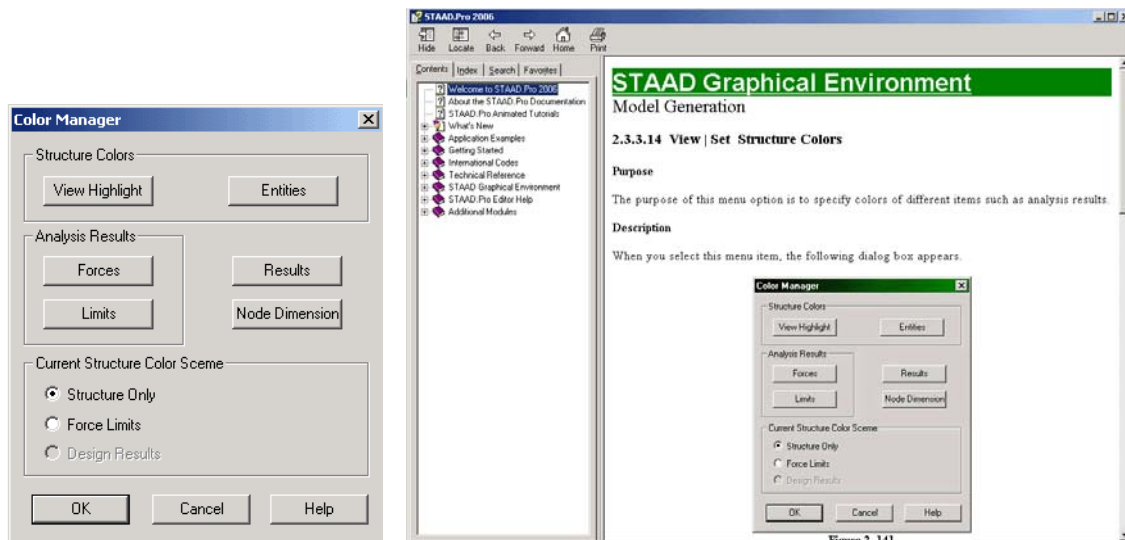 Color Manager
Structure Colors
View Highlight
Entities
Analysis Results
Forces
Results
Limits
Node Dimension
Current Structure Color Sceme
Structure Only
Force Limits
Design Results
OK
Cancel
Help
STAAD.Pro 2006
Hide Locate Back Forward Home Print
Contents Index Search Favorites
Welcome to STAAD.Pro 2006
About the STAAD.Pro Documentation
STAAD.Pro Animated Tutorials
What's New
Application Examples
Getting Started
International Codes
Technical Reference
STAAD Graphical Environment
STAAD.Pro Editor Help
Additional Modules
STAAD Graphical Environment
Model Generation
2.3.3.14 View | Set Structure Colors
Purpose
The purpose of this menu option is to specify colors of different items such as analysis results.
Description
When you select this menu item, the following dialog box appears.
Color Manager
Structure Colors
View Highlight
Entities
Analysis Results
Forces
Results
Limits
Node Dimension
Current Structure Color Sceme
Structure Only
Force Limits
Design Results
OK
Cancel
Help
Figure 2. 141